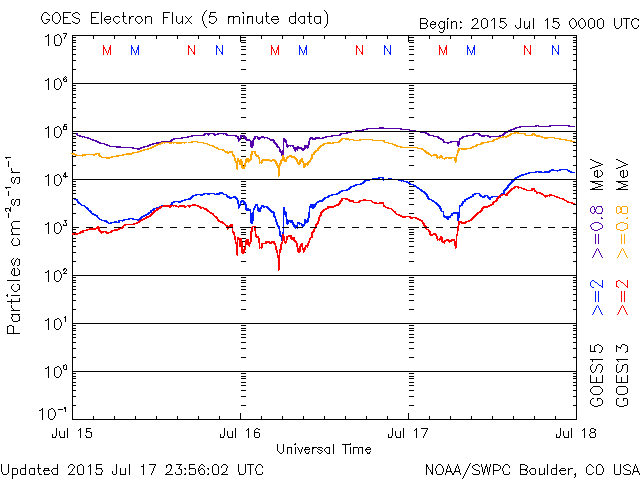 GOES Electron Flux (5 minute data)
Begin: 2015 Jul 15 0000 UTC
10⁷
M M N N M M N N M M N N
10⁶
10⁵
10⁴
10³
10²
10¹
10⁰
10⁻¹
Particles cm⁻²s⁻¹sr⁻¹
Jul 15 Jul 16 Jul 17 Jul 18
Universal Time
GOES15 >=2 >=0.8 MeV
GOES13 >=2 >=0.8 MeV
Updated 2015 Jul 17 23:56:02 UTC
NOAA/SWPC Boulder, CO USA